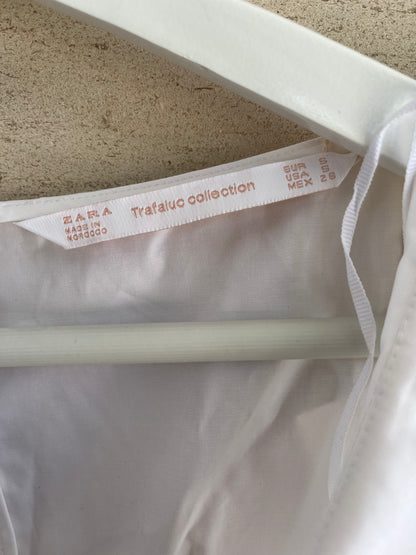 ZARA
MADE IN
MOROCCO
Trafaluc collection
EUR S
USA S
MEX 26